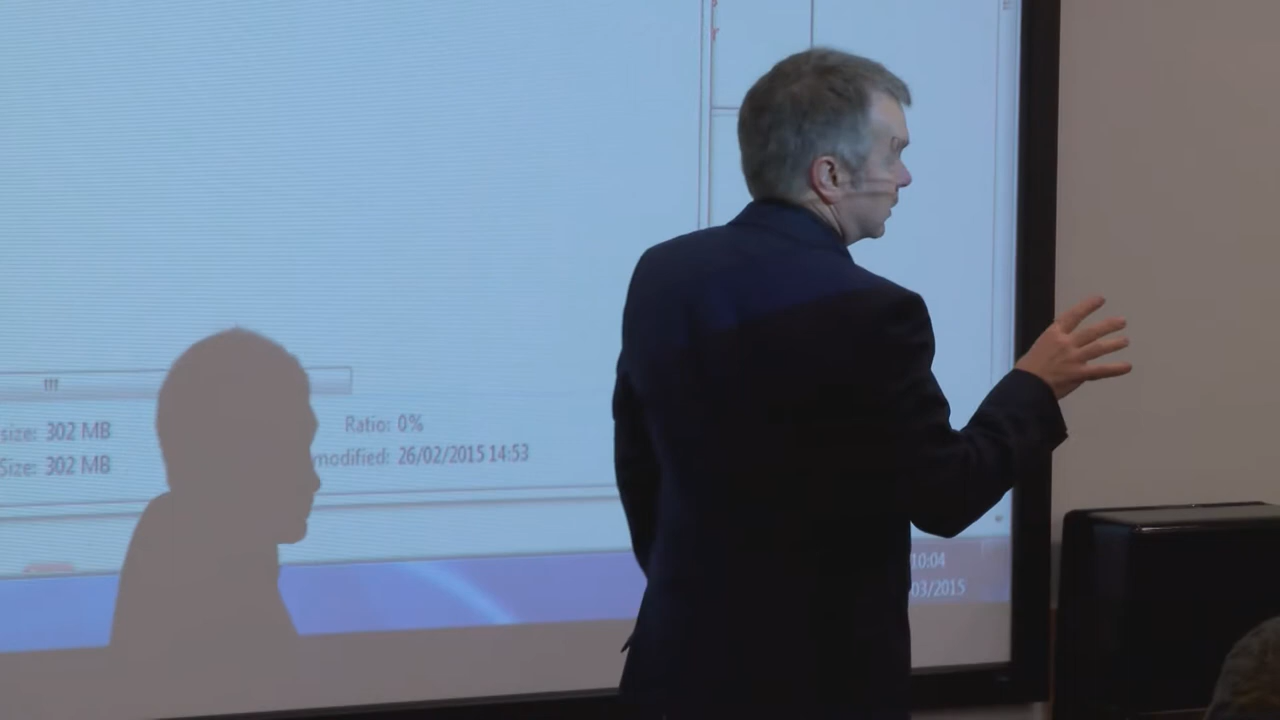 size: 302 MB
Ratio: 0%
Size: 302 MB
modified: 26/02/2015 14:53
10:04
03/2015